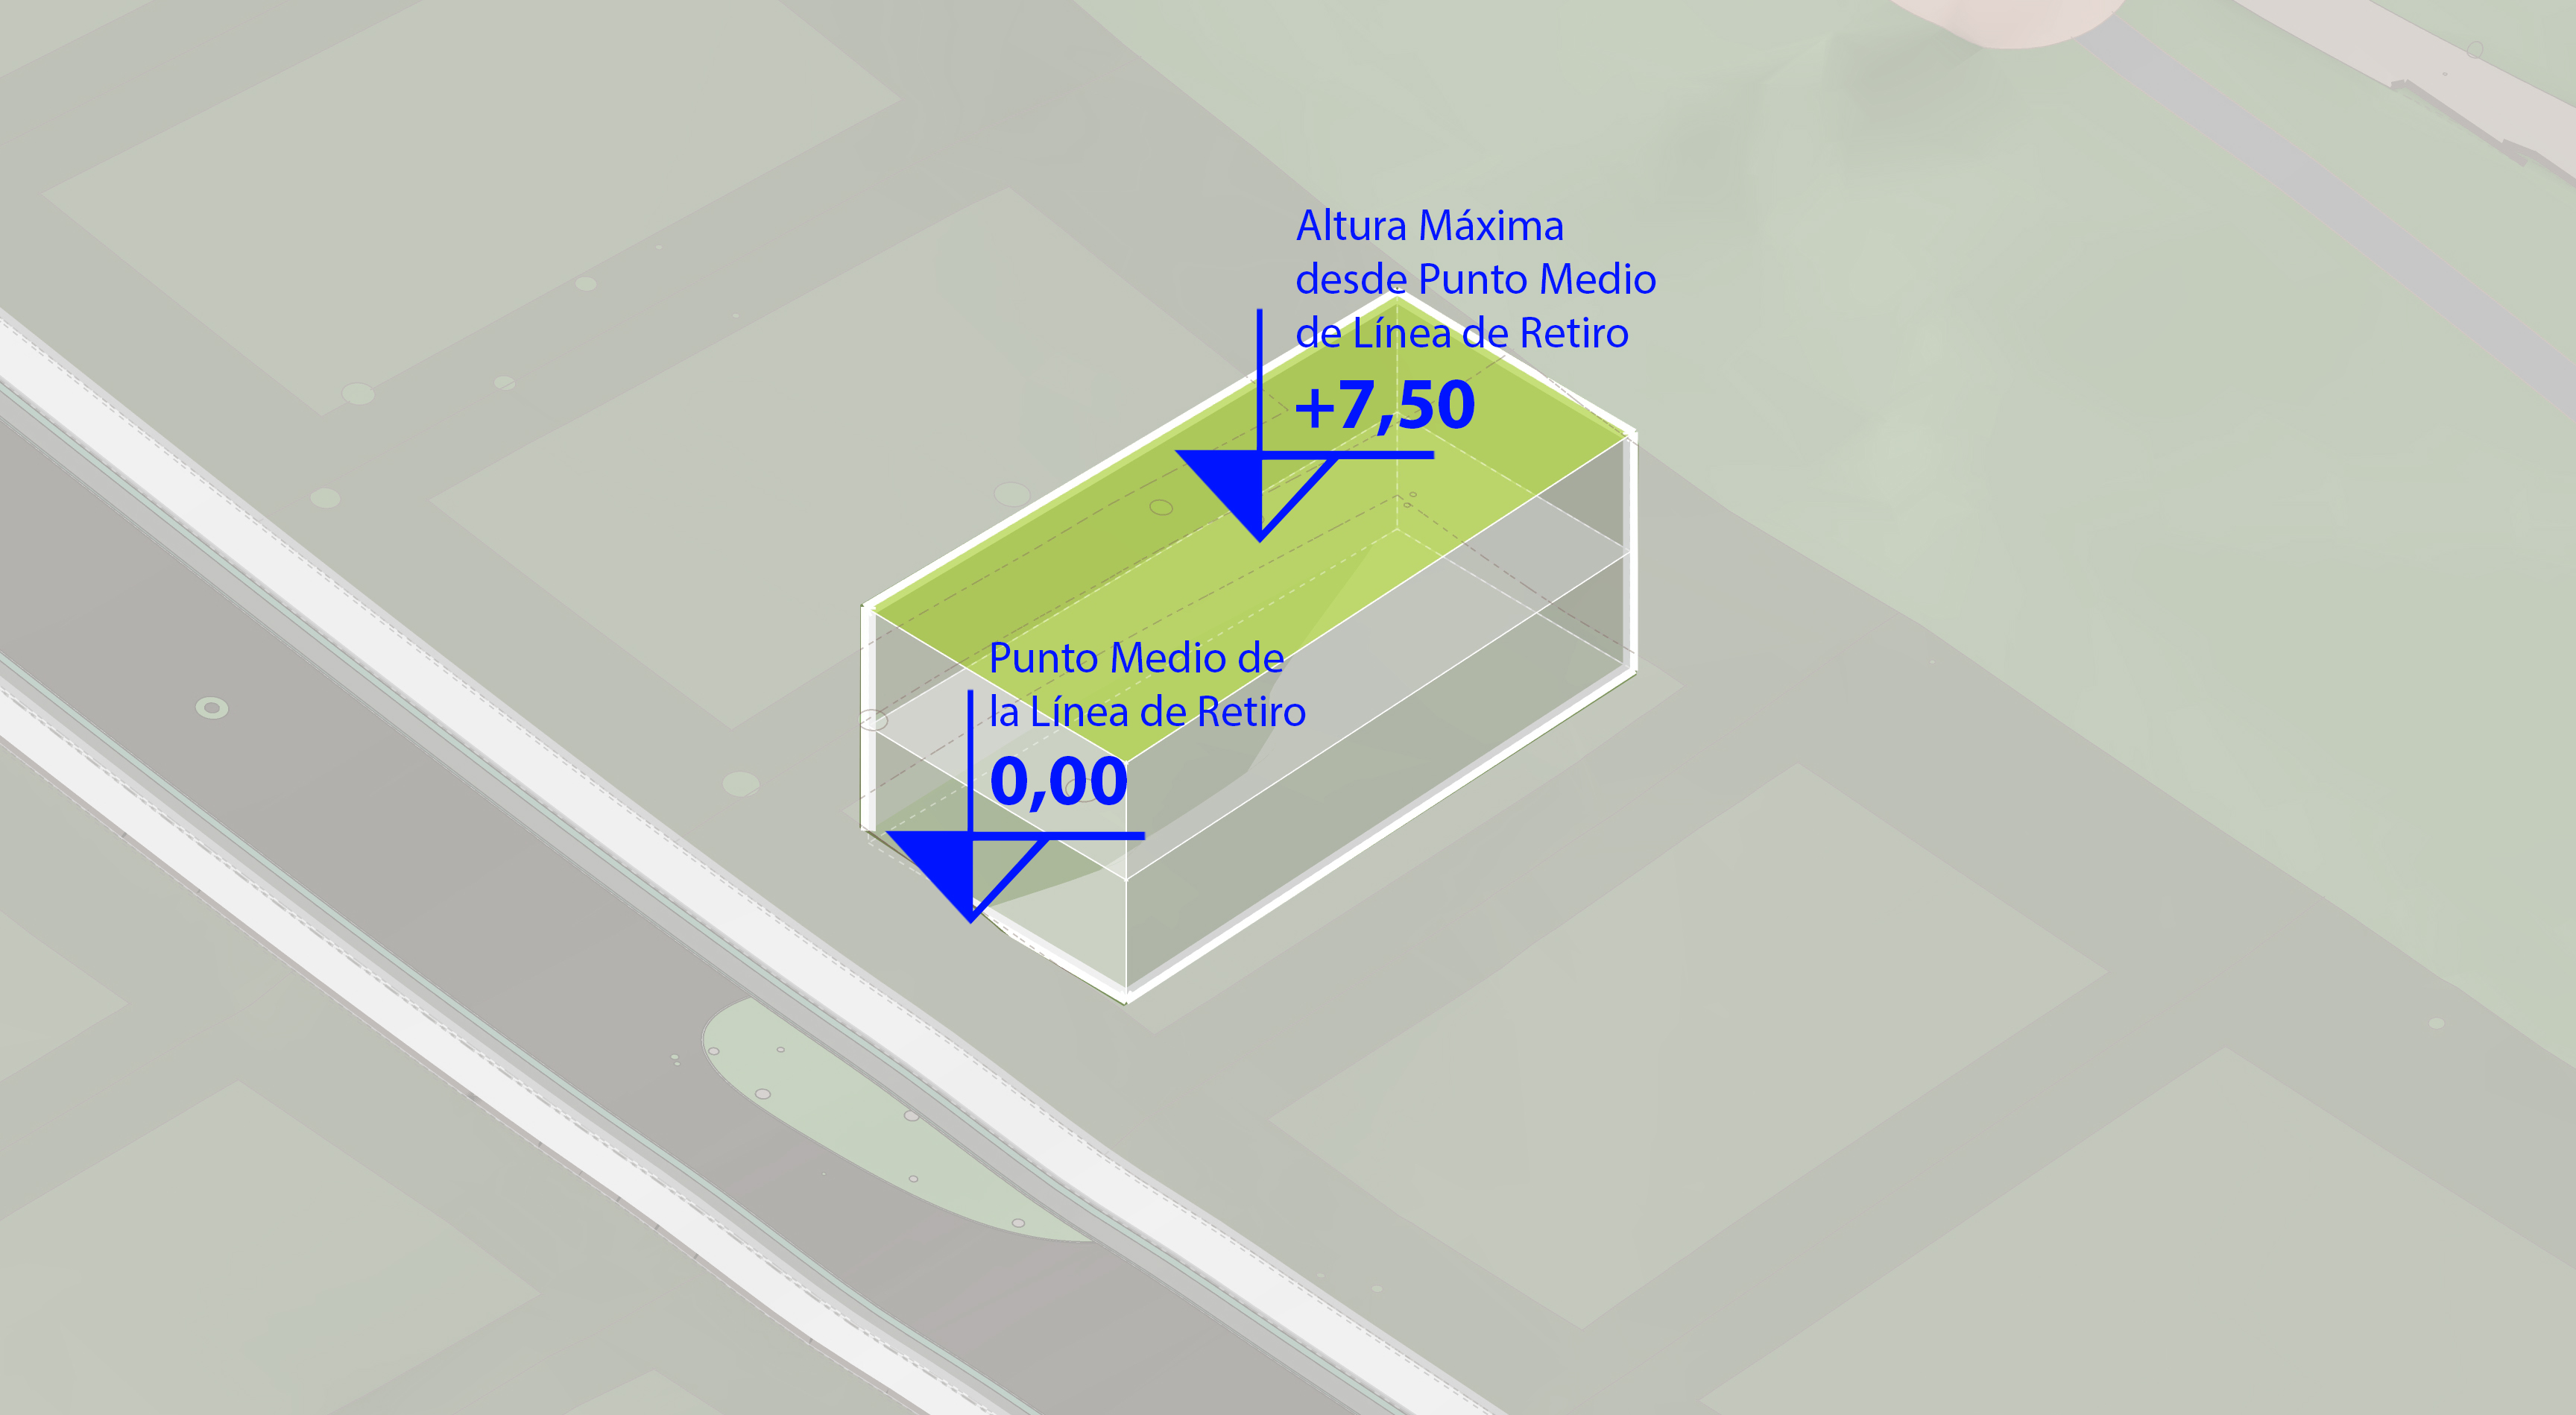 Altura Máxima
desde Punto Medio
de Línea de Retiro
+7,50
Punto Medio de
la Línea de Retiro
0,00